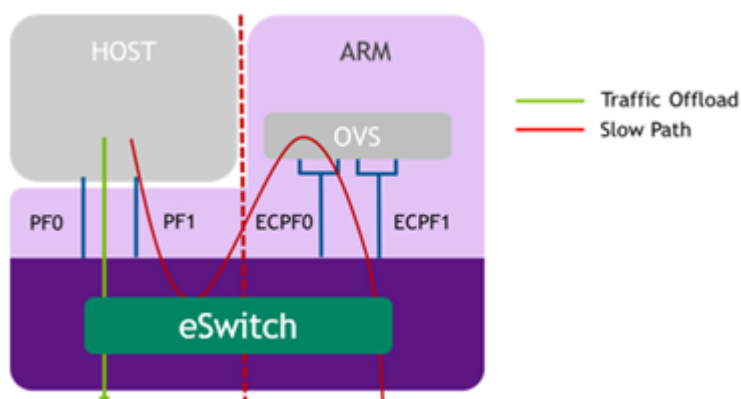 HOST
ARM
Traffic Offload
Slow Path
OVS
PF0
PF1
ECPF0
ECPF1
eSwitch